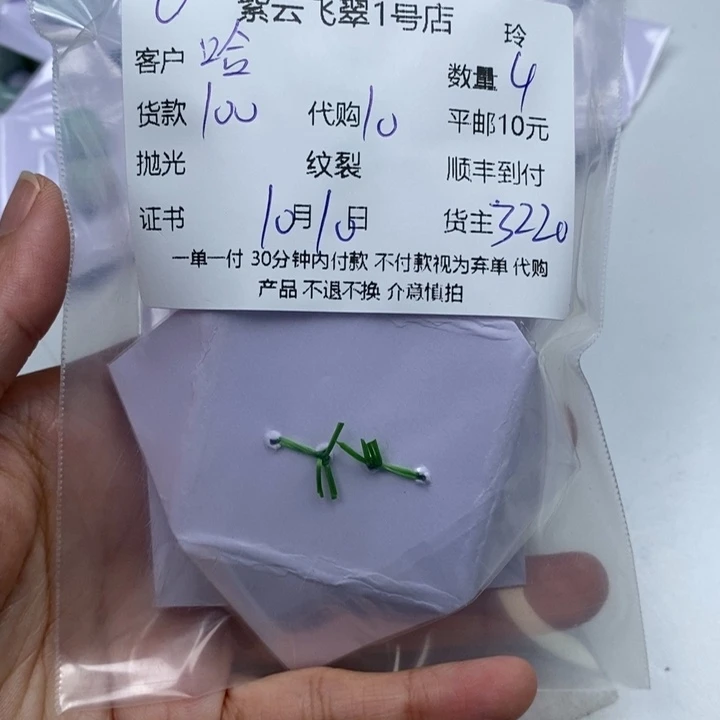 紫云飞翠1号店 玲
客户 哈 数量 4
货款 100 代购 10 平邮10元
抛光 纹裂 顺丰到付
证书 10月10日 货主 3220
一单一付 30分钟内付款 不付款视为弃单 代购
产品 不退不换 介意慎拍